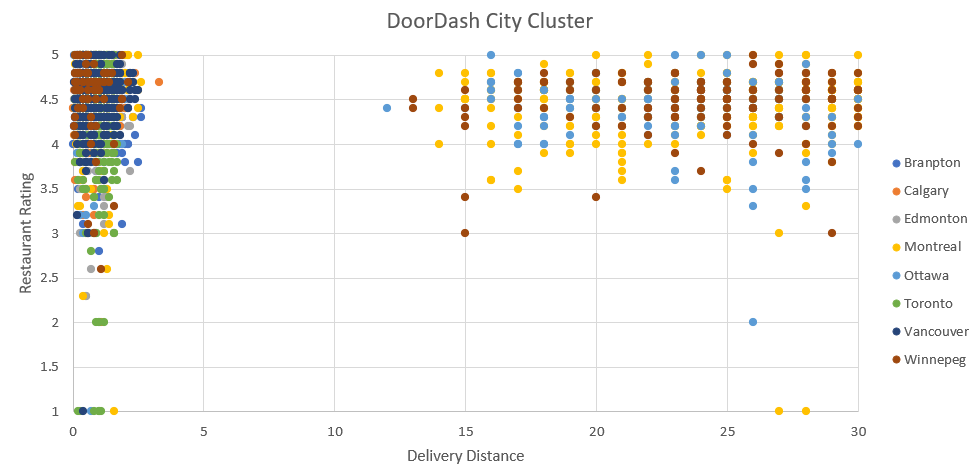 DoorDash City Cluster
5
4.5
4
3.5
3
2.5
2
1.5
1
Restaurant Rating
0 5 10 15 20 25 30
Delivery Distance
Branpton
Calgary
Edmonton
Montreal
Ottawa
Toronto
Vancouver
Winnepeg